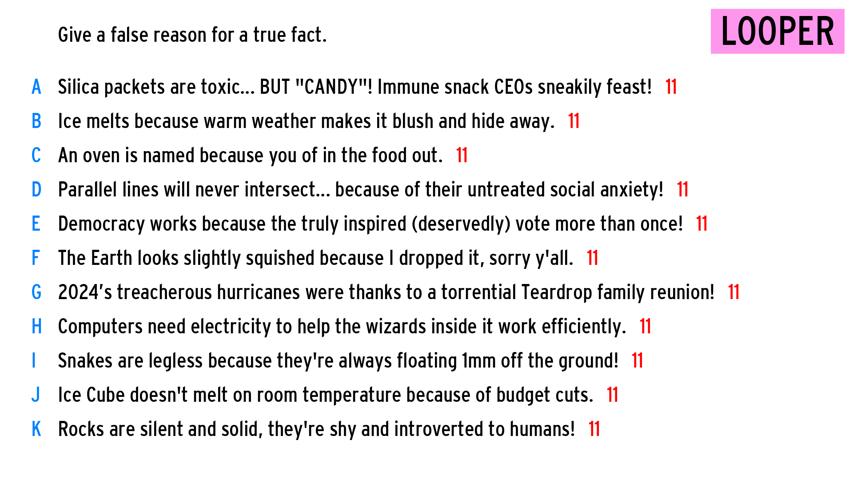 Give a false reason for a true fact.
LOOPER
A Silica packets are toxic... BUT "CANDY"! Immune snack CEOs sneakily feast! 11
B Ice melts because warm weather makes it blush and hide away. 11
C An oven is named because you of in the food out. 11
D Parallel lines will never intersect... because of their untreated social anxiety! 11
E Democracy works because the truly inspired (deservedly) vote more than once! 11
F The Earth looks slightly squished because I dropped it, sorry y'all. 11
G 2024’s treacherous hurricanes were thanks to a torrential Teardrop family reunion! 11
H Computers need electricity to help the wizards inside it work efficiently. 11
I Snakes are legless because they're always floating 1mm off the ground! 11
J Ice Cube doesn't melt on room temperature because of budget cuts. 11
K Rocks are silent and solid, they're shy and introverted to humans! 11